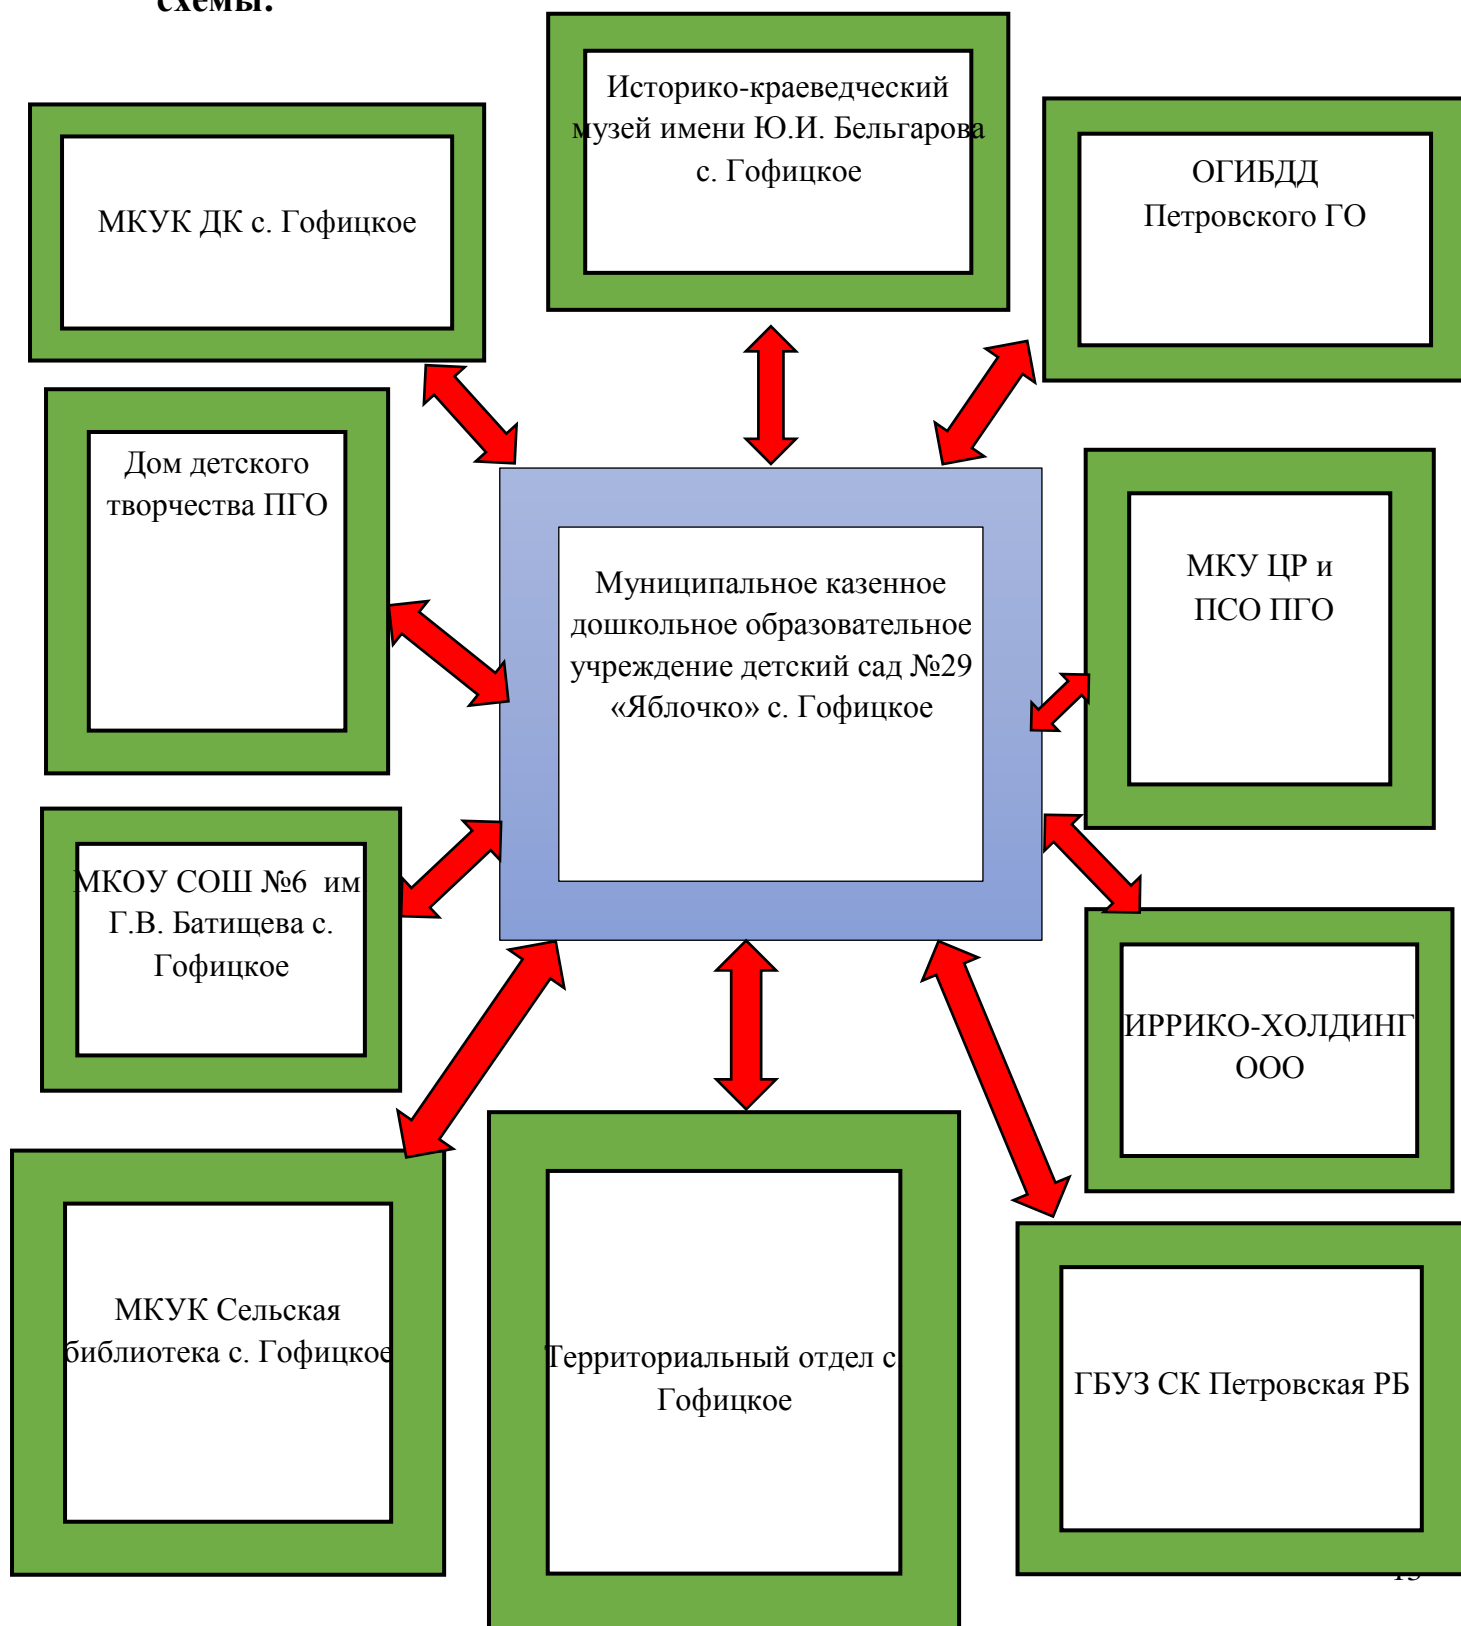 схемы.
Историко-краеведческий
музей имени Ю.И. Бельгарова
с. Гофицкое
МКУК ДК с. Гофицкое
ОГИБДД
Петровского ГО
Дом детского
творчества ПГО
Муниципальное казенное
дошкольное образовательное
учреждение детский сад №29
«Яблочко» с. Гофицкое
МКУ ЦР и
ПСО ПГО
МКОУ СОШ №6 им
Г.В. Батищева с.
Гофицкое
ИРРИКО-ХОЛДИНГ
ООО
МКУК Сельская
библиотека с. Гофицкое
Территориальный отдел с.
Гофицкое
ГБУЗ СК Петровская РБ